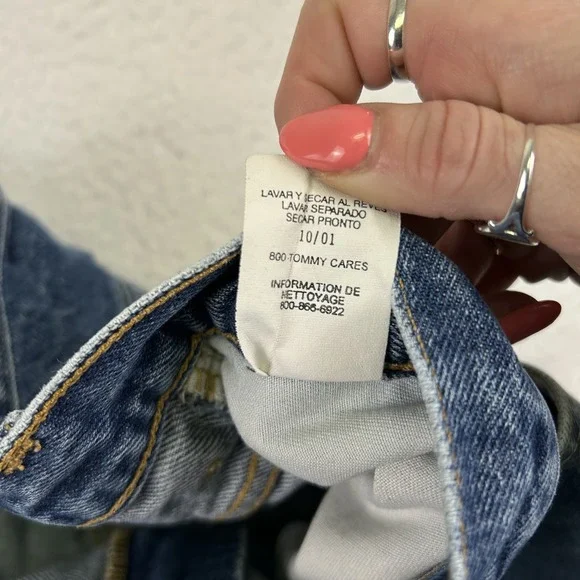 LAVAR Y SECAR AL REVES
LAVAR SEPARADO
SECAR PRONTO
10/01
800-TOMMY CARES
INFORMATION DE
NETTOYAGE
800-866-6922